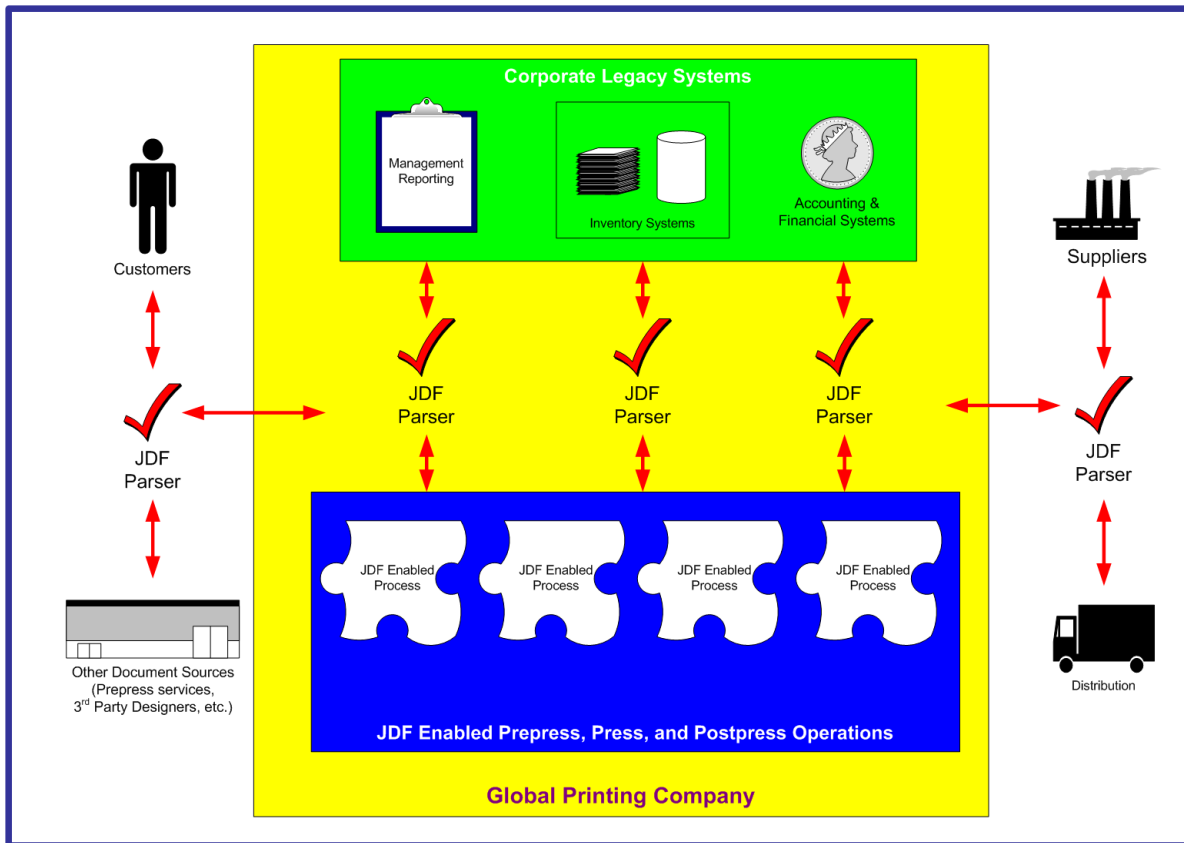 Corporate Legacy Systems
Management
Reporting
Inventory Systems
Accounting &
Financial Systems
Customers
Suppliers
JDF
Parser
JDF
Parser
JDF
Parser
JDF
Parser
JDF
Parser
JDF Enabled
Process
JDF Enabled
Process
JDF Enabled
Process
JDF Enabled
Process
Other Document Sources
(Prepress services,
3rd Party Designers, etc.)
Distribution
JDF Enabled Prepress, Press, and Postpress Operations
Global Printing Company